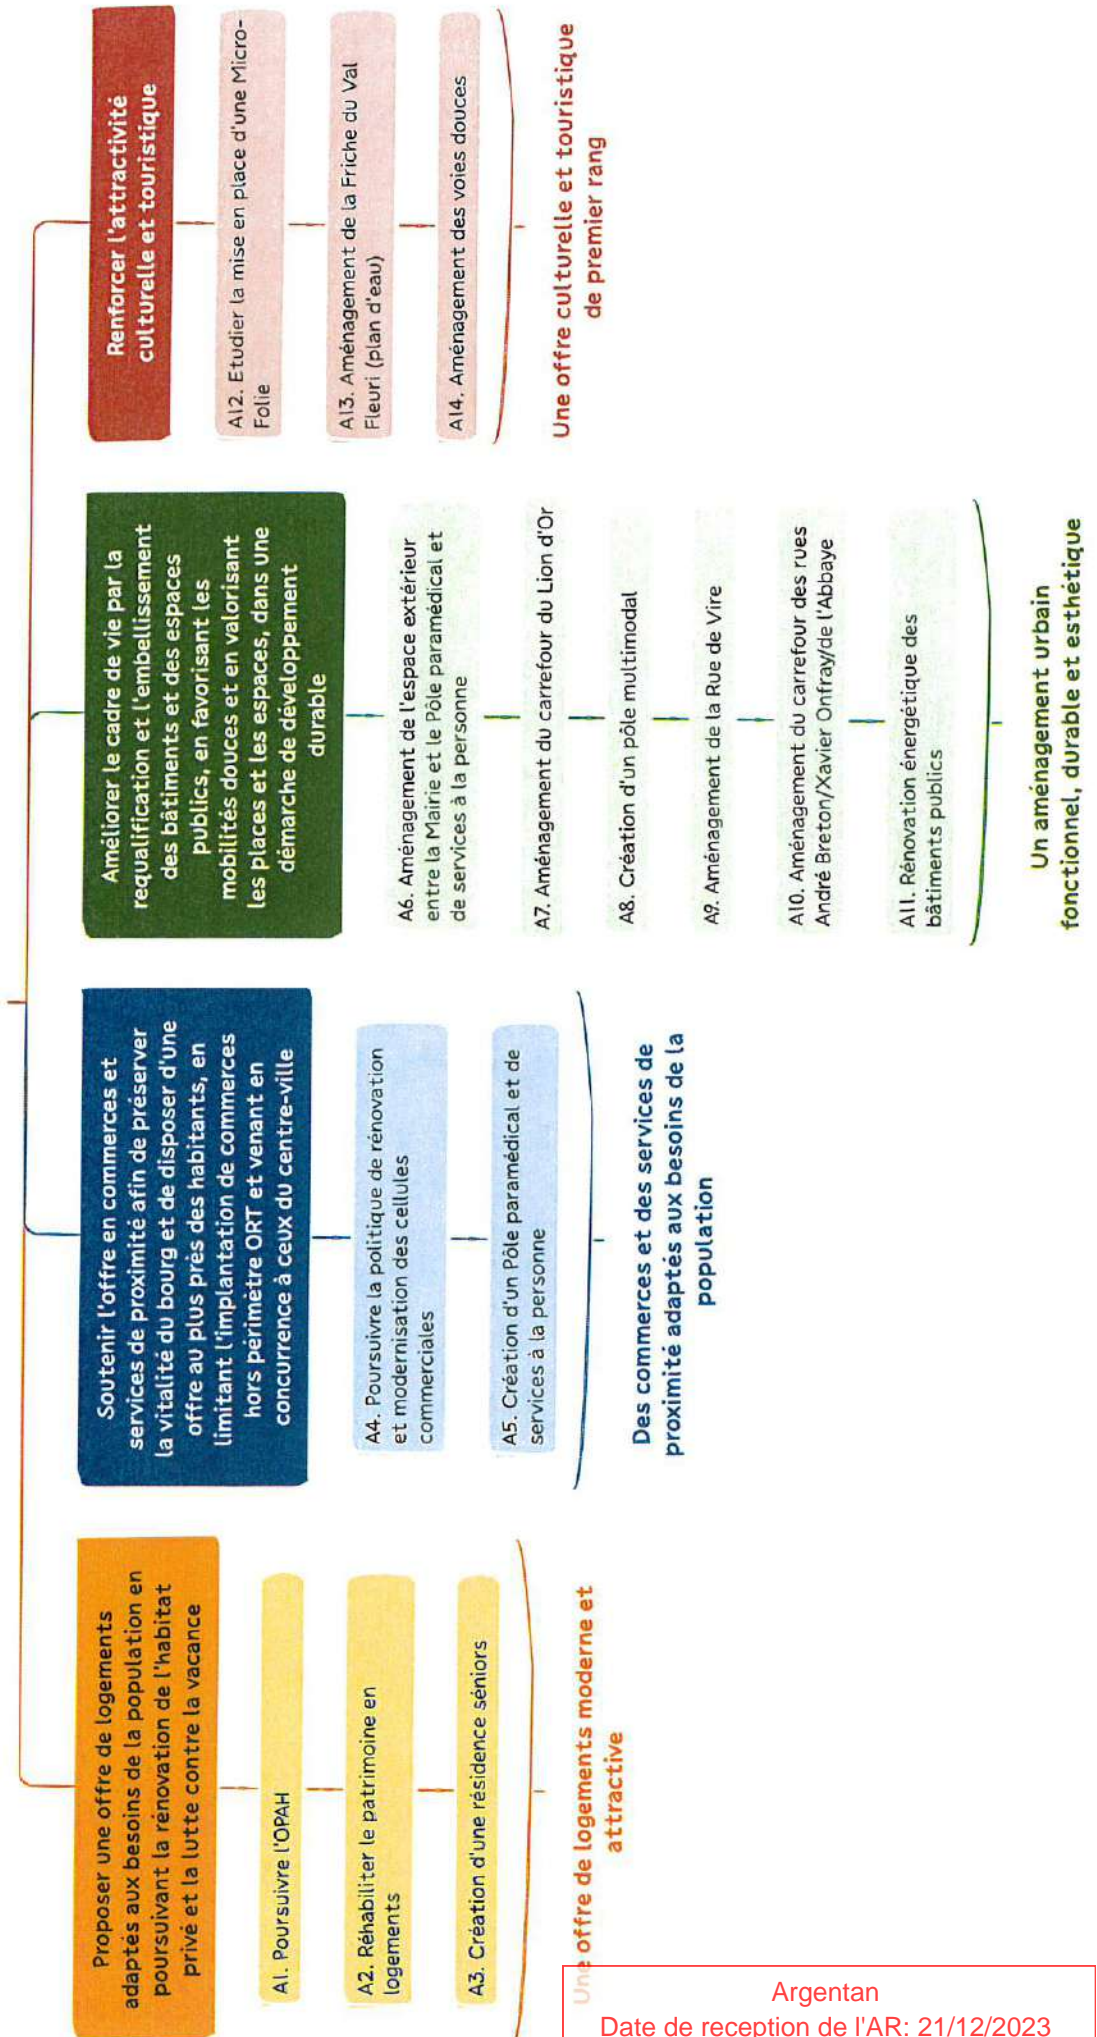 Proposer une offre de logements
adaptés aux besoins de la population en
poursuivant la rénovation de l'habitat
privé et la lutte contre la vacance
A1. Poursuivre l'OPAH
A2. Réhabiliter le patrimoine en
logements
A3. Création d'une résidence séniors
Une offre de logements moderne et
attractive
Soutenir l'offre en commerces et
services de proximité afin de préserver
la vitalité du bourg et de disposer d'une
offre au plus près des habitants, en
limitant l'implantation de commerces
hors périmètre ORT et venant en
concurrence à ceux du centre-ville
A4. Poursuivre la politique de rénovation
et modernisation des cellules
commerciales
A5. Création d'un Pôle paramédical et de
services à la personne
Des commerces et des services de
proximité adaptés aux besoins de la
population
Améliorer le cadre de vie par la
requalification et l'embellissement
des bâtiments et des espaces
publics, en favorisant les
mobilités douces et en valorisant
les places et les espaces, dans une
démarche de développement
durable
A6. Aménagement de l'espace extérieur
entre la Mairie et le Pôle paramédical et
de services à la personne
A7. Aménagement du carrefour du Lion d'Or
A8. Création d'un pôle multimodal
A9. Aménagement de la Rue de Vire
A10. Aménagement du carrefour des rues
André Breton/Xavier Onfray/de l'Abbaye
A11. Rénovation énergétique des
bâtiments publics
Un aménagement urbain
fonctionnel, durable et esthétique
Renforcer l'attractivité
culturelle et touristique
A12. Etudier la mise en place d'une Micro-
Folie
A13. Aménagement de la Friche du Val
Fleuri (plan d'eau)
A14. Aménagement des voies douces
Une offre culturelle et touristique
de premier rang
Argentan
Date de reception de l'AR: 21/12/2023